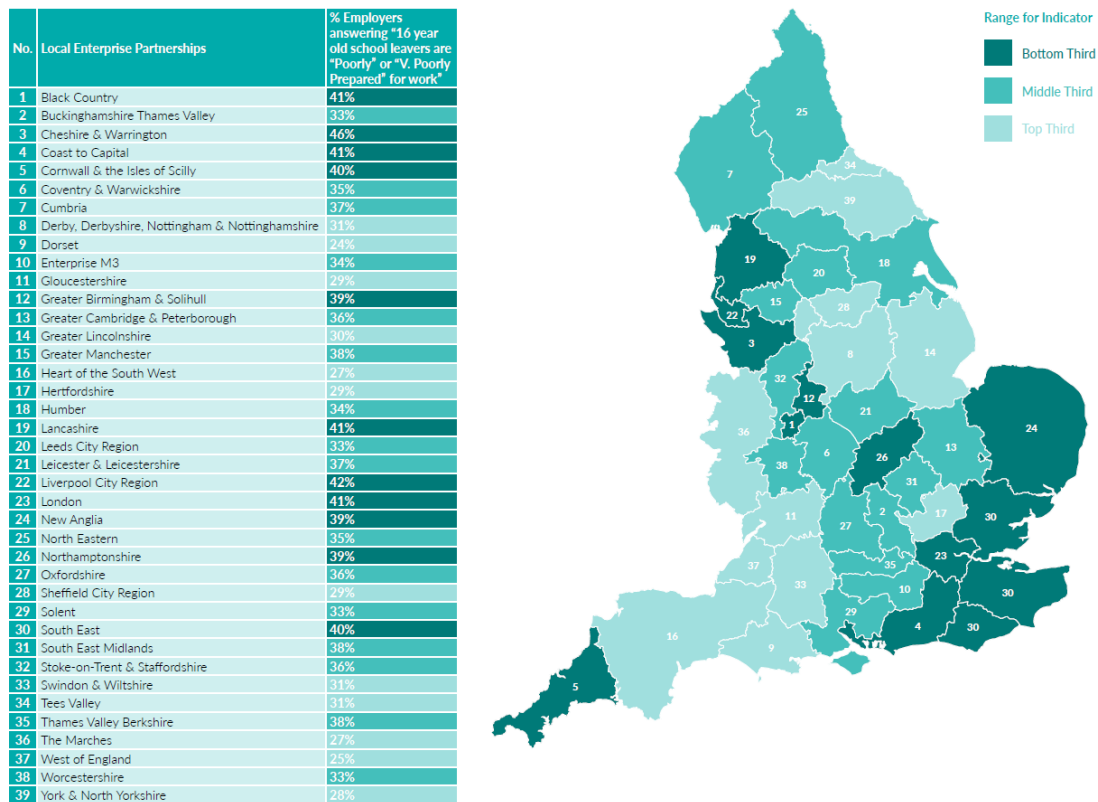 No. Local Enterprise Partnerships
% Employers
answering “16 year
old school leavers are
“Poorly” or “V. Poorly
Prepared” for work”
1 Black Country 41%
2 Buckinghamshire Thames Valley 33%
3 Cheshire & Warrington 46%
4 Coast to Capital 41%
5 Cornwall & the Isles of Scilly 40%
6 Coventry & Warwickshire 35%
7 Cumbria 37%
8 Derby, Derbyshire, Nottingham & Nottinghamshire 31%
9 Dorset 24%
10 Enterprise M3 34%
11 Gloucestershire 29%
12 Greater Birmingham & Solihull 39%
13 Greater Cambridge & Peterborough 36%
14 Greater Lincolnshire 30%
15 Greater Manchester 38%
16 Heart of the South West 27%
17 Hertfordshire 29%
18 Humber 34%
19 Lancashire 41%
20 Leeds City Region 33%
21 Leicester & Leicestershire 37%
22 Liverpool City Region 42%
23 London 41%
24 New Anglia 39%
25 North Eastern 35%
26 Northamptonshire 39%
27 Oxfordshire 36%
28 Sheffield City Region 29%
29 Solent 33%
30 South East 40%
31 South East Midlands 38%
32 Stoke-on-Trent & Staffordshire 36%
33 Swindon & Wiltshire 31%
34 Tees Valley 31%
35 Thames Valley Berkshire 38%
36 The Marches 27%
37 West of England 25%
38 Worcestershire 33%
39 York & North Yorkshire 28%
Range for Indicator
Bottom Third
Middle Third
Top Third
25
34
7
39
19
18
20
15
28
22
3
8
14
32
12
21
24
1
36
6
26
13
38
31
2
17
11
27
30
23
37
35
33
10
30
29
4
30
16
9
5